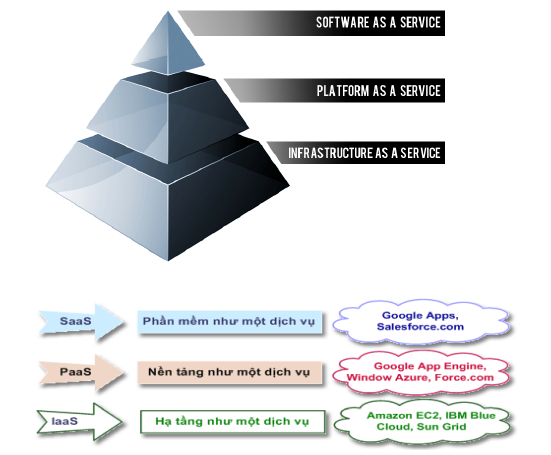 SOFTWARE AS A SERVICE
PLATFORM AS A SERVICE
INFRASTRUCTURE AS A SERVICE
SaaS
Phần mềm như một dịch vụ
Google Apps,
Salesforce.com
PaaS
Nền tảng như một dịch vụ
Google App Engine,
Window Azure, Force.com
IaaS
Hạ tầng như một dịch vụ
Amazon EC2, IBM Blue
Cloud, Sun Grid